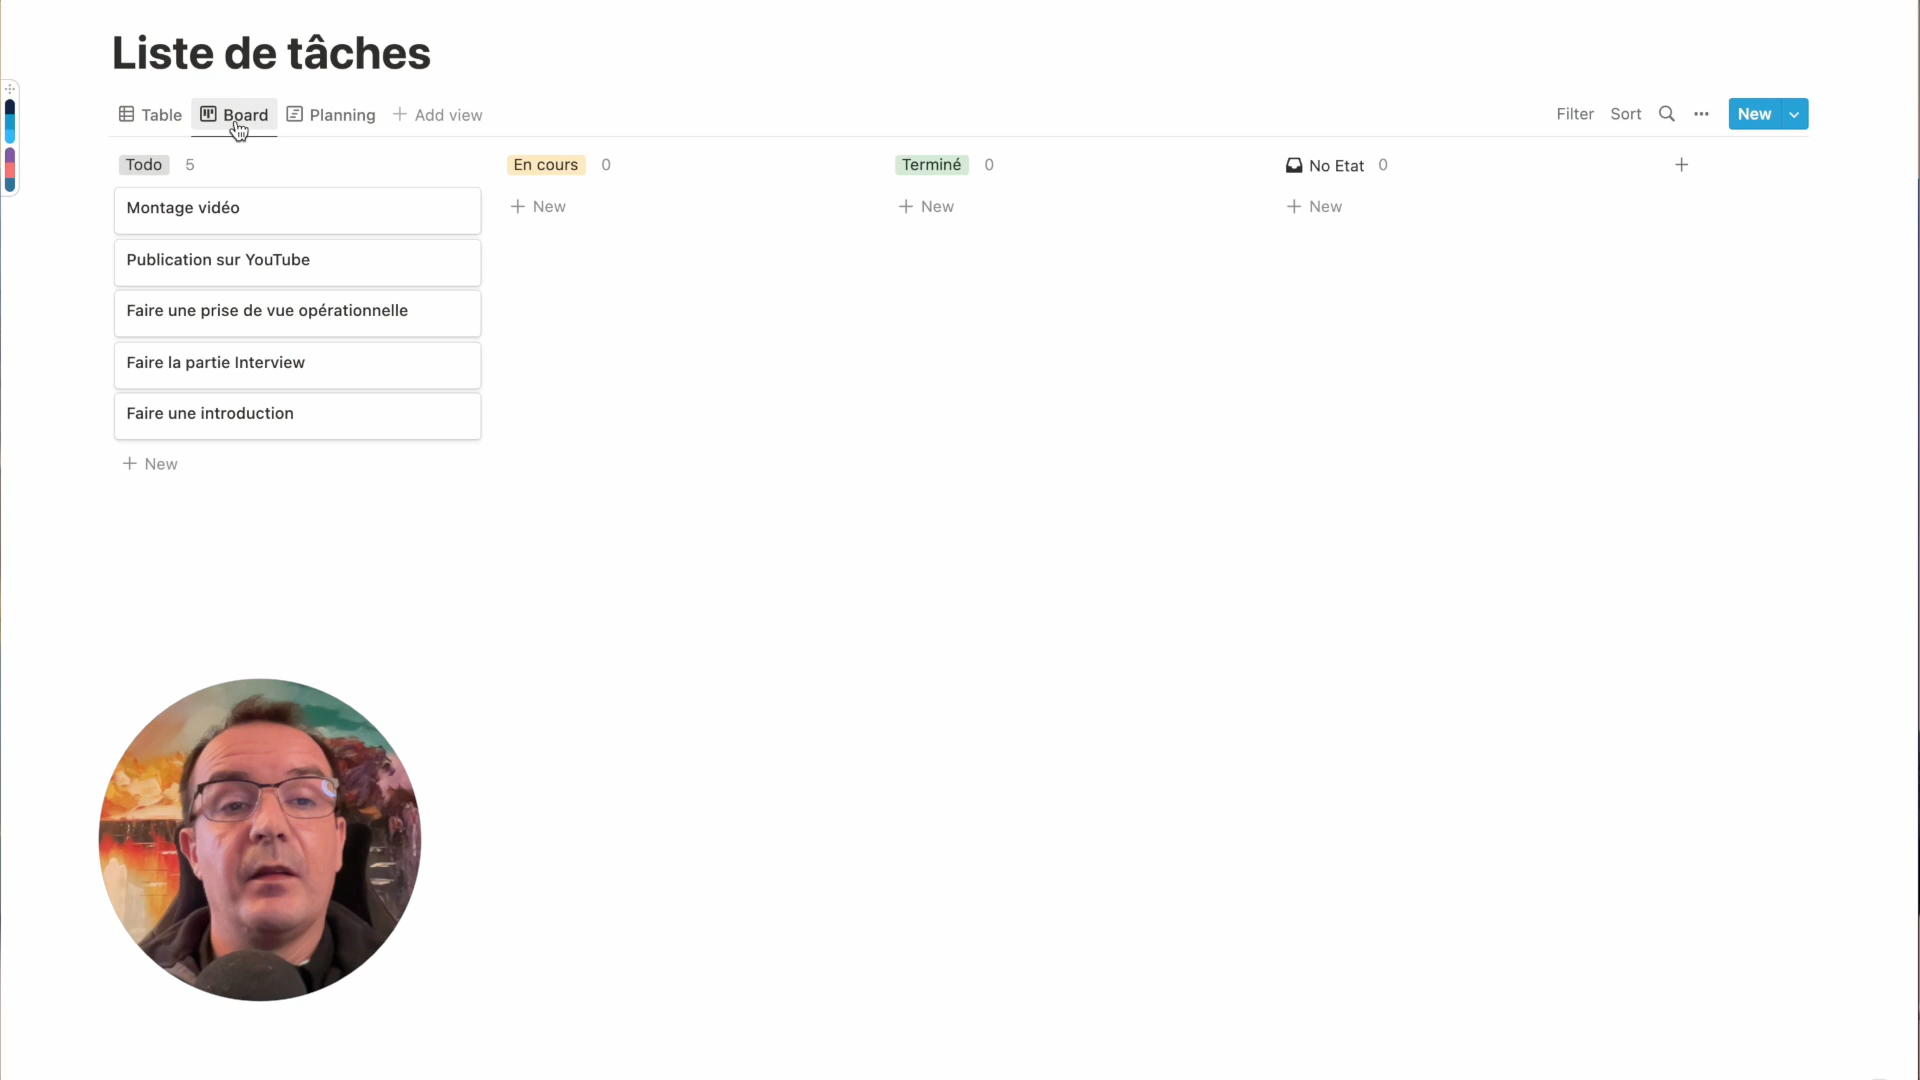 Liste de tâches
Table Board Planning + Add view
Filter Sort ... New
Todo 5
Montage vidéo
Publication sur YouTube
Faire une prise de vue opérationnelle
Faire la partie Interview
Faire une introduction
+ New
En cours 0
+ New
Terminé 0
+ New
No Etat 0
+ New